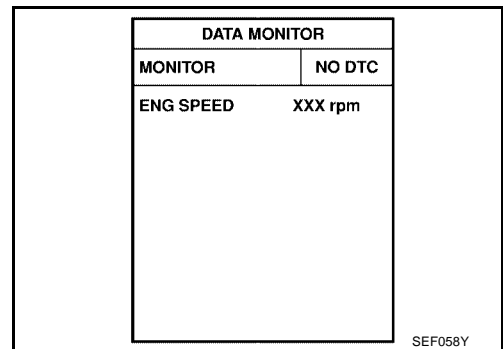 DATA MONITOR
MONITOR NO DTC
ENG SPEED XXX rpm
SEF058Y